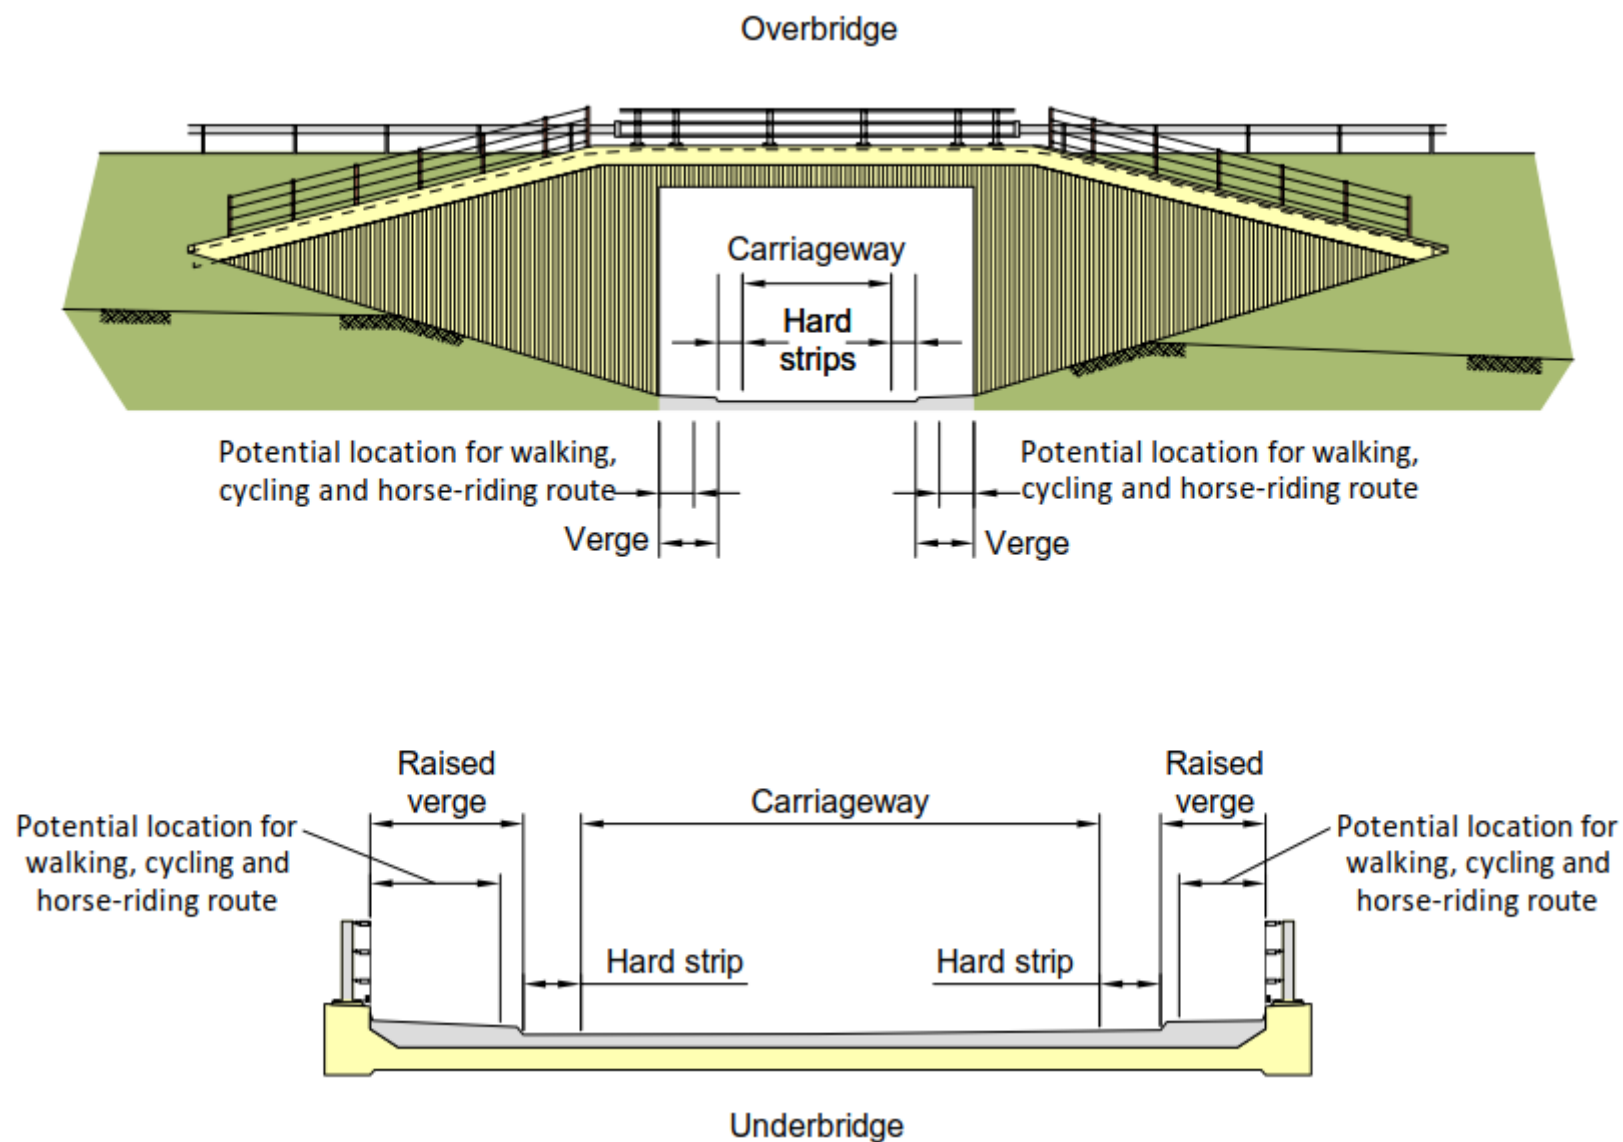 Overbridge
Carriageway
Hard
strips
Potential location for walking,
cycling and horse-riding route
Potential location for walking,
cycling and horse-riding route
Verge
Verge
Raised
verge
Carriageway
Raised
verge
Potential location for
walking, cycling and
horse-riding route
Potential location for
walking, cycling and
horse-riding route
Hard strip
Hard strip
Underbridge